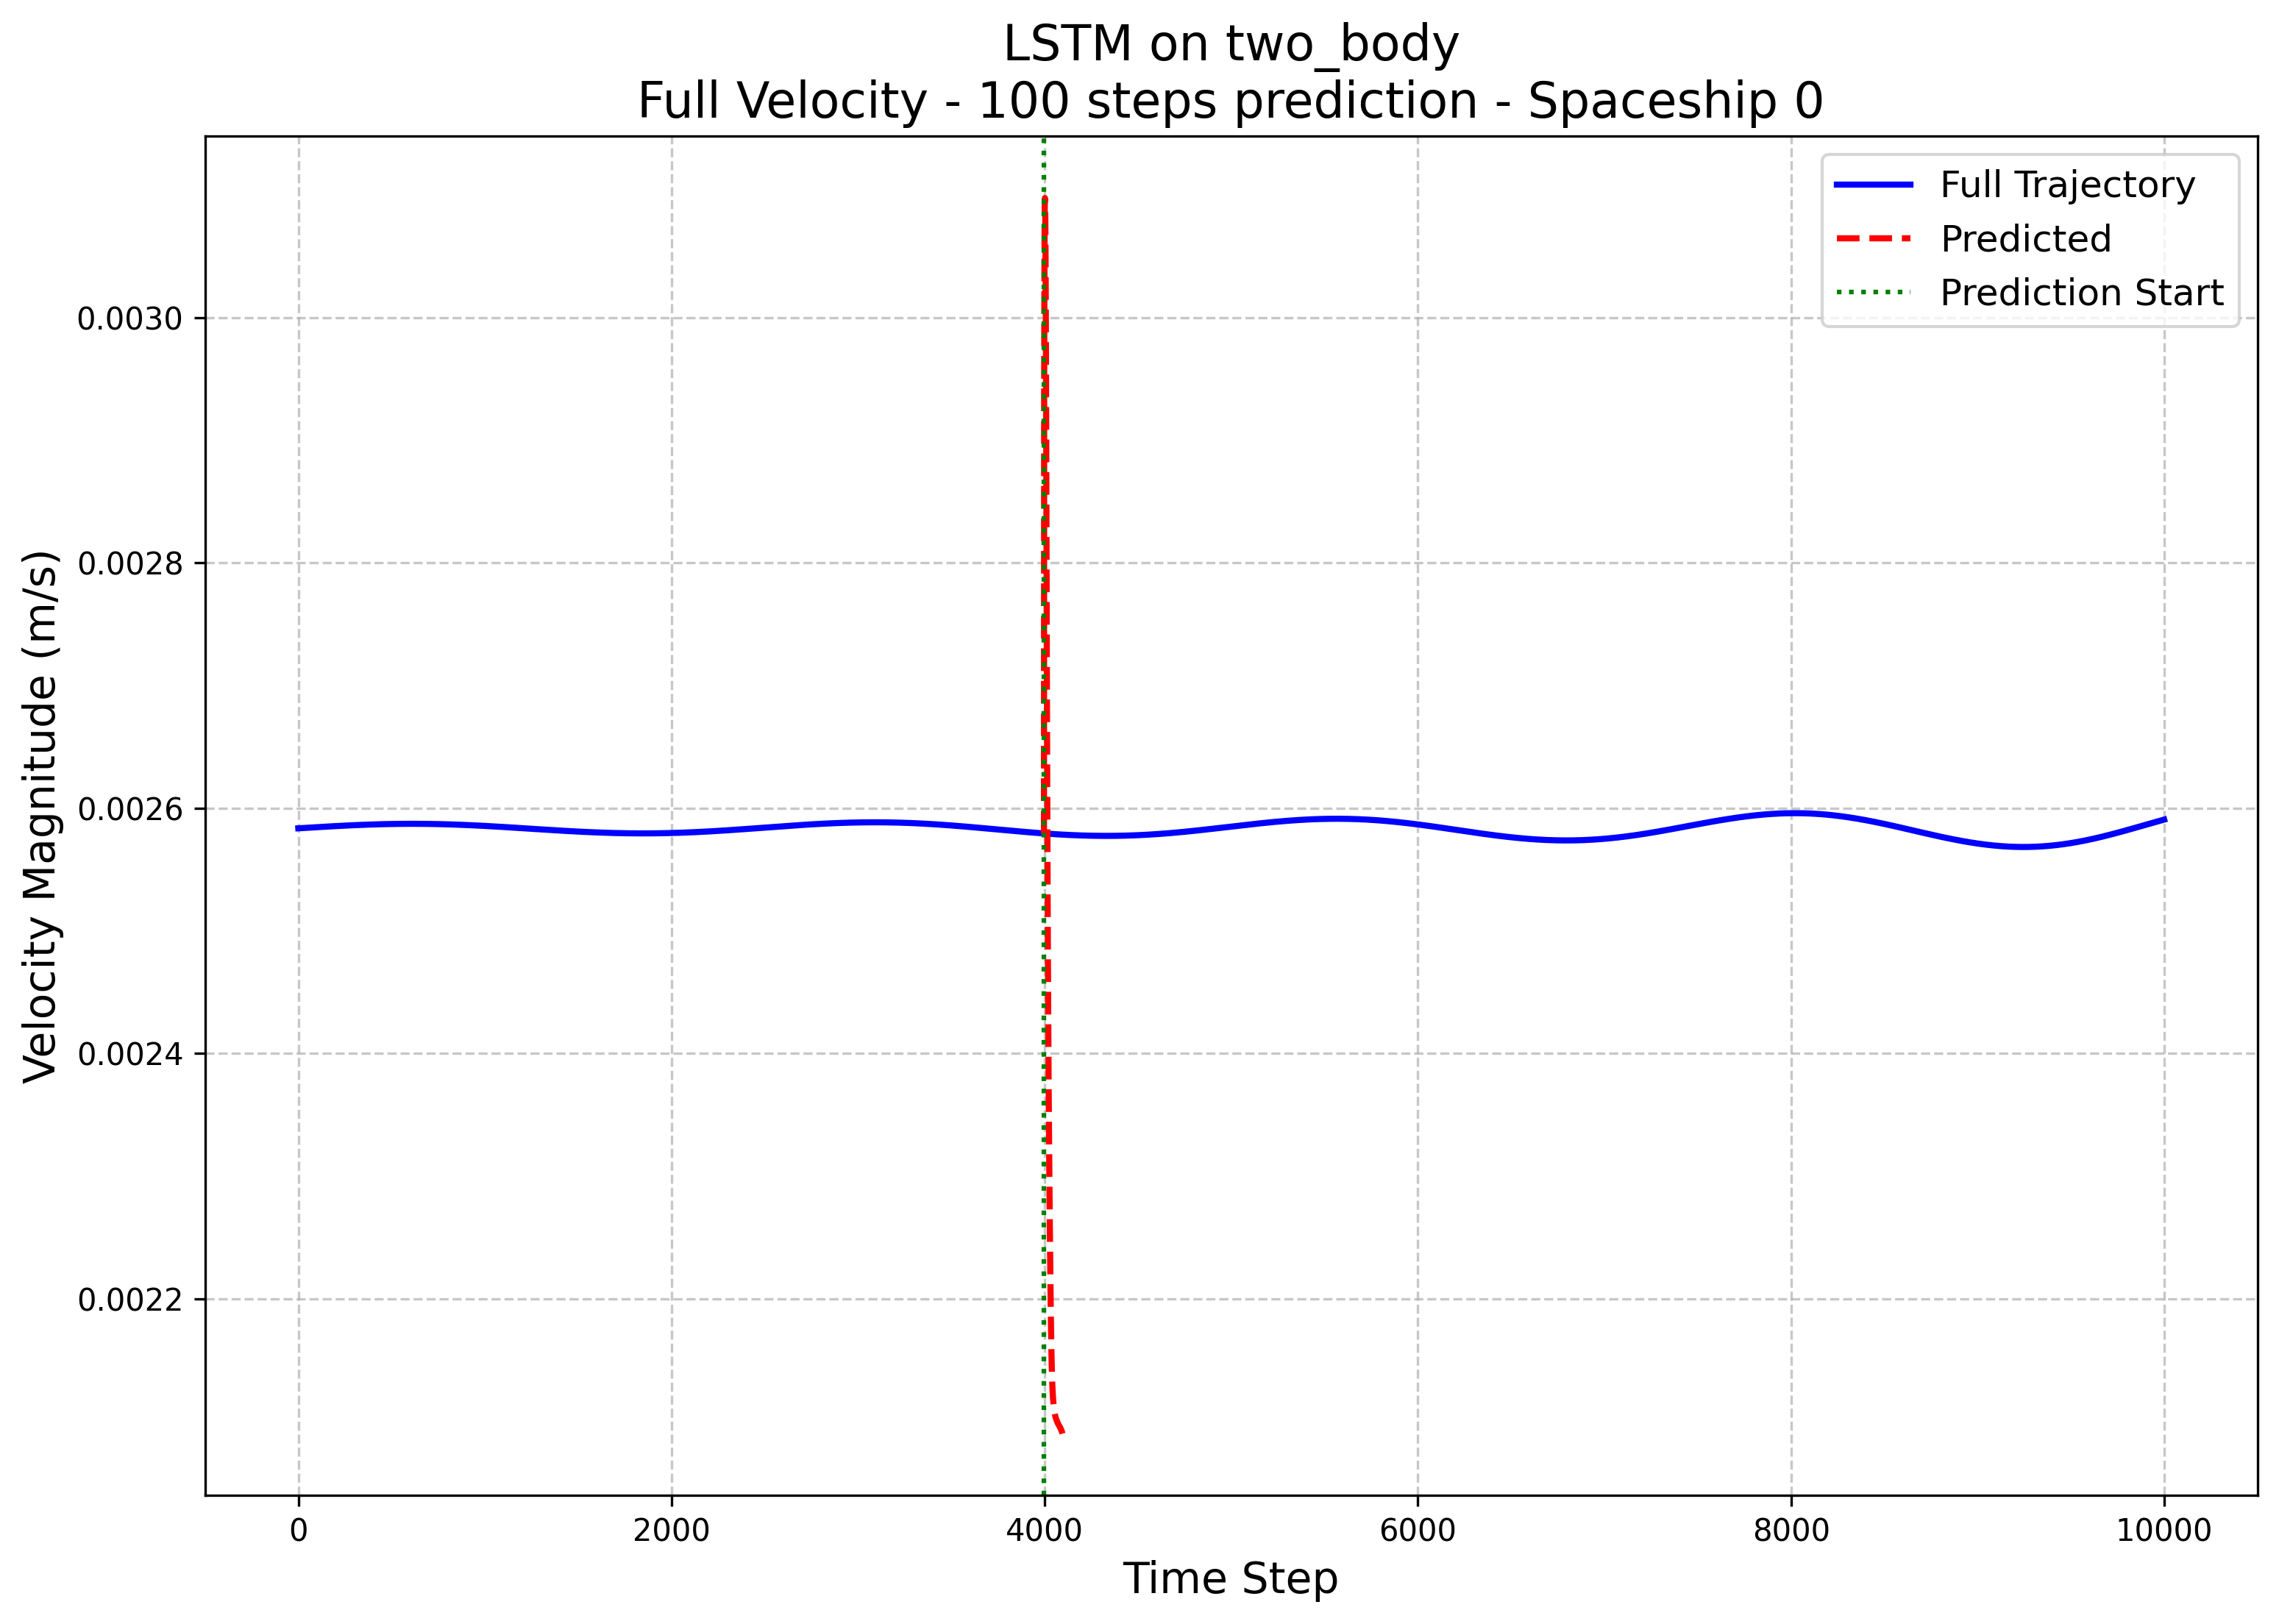 LSTM on two_body
Full Velocity - 100 steps prediction - Spaceship 0
Full Trajectory
Predicted
Prediction Start
Velocity Magnitude (m/s)
0.0030
0.0028
0.0026
0.0024
0.0022
0 2000 4000 6000 8000 10000
Time Step